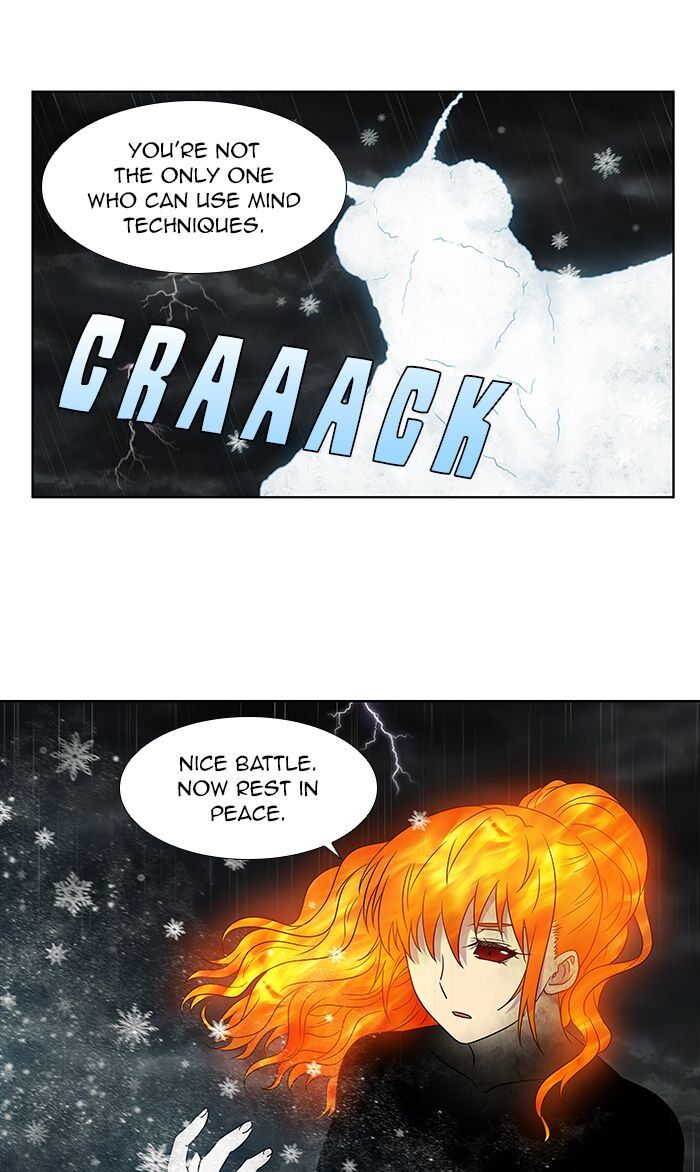 YOU'RE NOT
THE ONLY ONE
WHO CAN USE MIND
TECHNIQUES.
CRAAACK
NICE BATTLE.
NOW REST IN
PEACE.